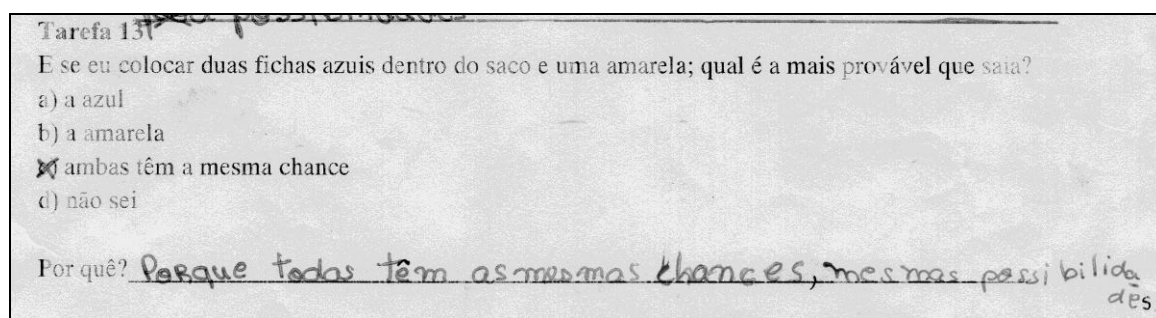 possibilidades
Tarefa 13
E se eu colocar duas fichas azuis dentro do saco e uma amarela; qual é a mais provável que saia?
a) a azul
b) a amarela
c) ambas têm a mesma chance
d) não sei
Por quê? Porque todas têm as mesmas chances, mesmas possibilida
des